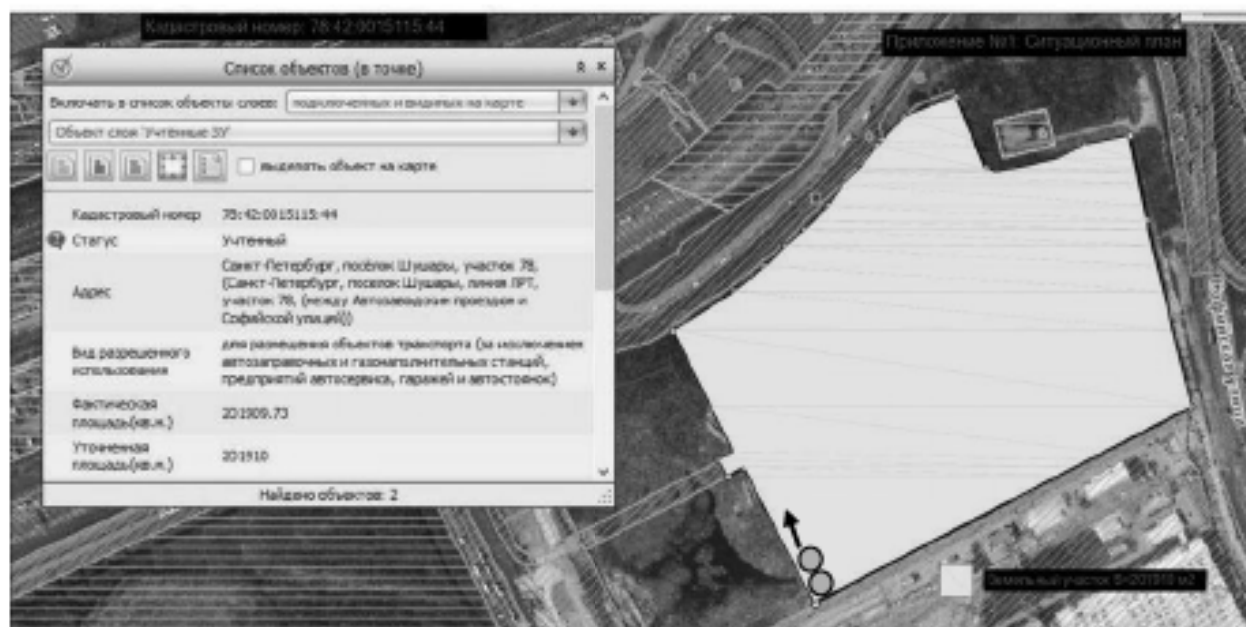 Кадастровый номер: 78:42:0015115:44
Приложение №1. Ситуационный план
Список объектов (в точке)
Включать в список объекты слоев: подключенных и видимых на карте
Объект слоя "Учтенные ЗУ"
выделять объект на карте
Кадастровый номер 78:42:0015115:44
Статус Учтенный
Адрес Санкт-Петербург, посёлок Шушары, участок 78,
(Санкт-Петербург, поселок Шушары, линия ПРТ,
участок 78, (между Автозаводским проездом и
Софийской улицей))
Вид разрешенного использования для размещения объектов транспорта (за исключением
автозаправочных и газонаполнительных станций,
предприятий автосервиса, гаражей и автостоянок)
Фактическая площадь(кв.м.) 201909.73
Уточненная площадь(кв.м.) 201910
Найдено объектов: 2
Земельный участок S=201910 м2